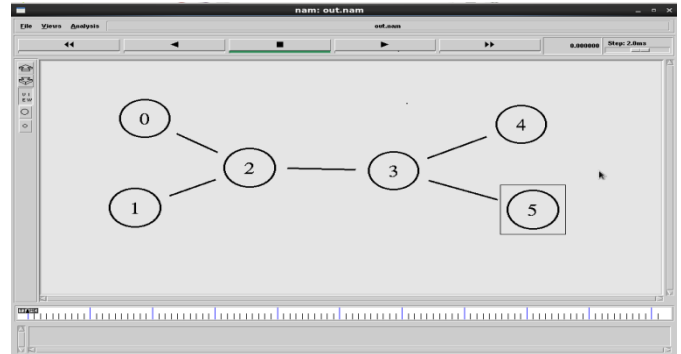 nam: out.nam
File Views Analysis out.nam
0.000000 Step: 2.0ms
0 4
2 3
1 5